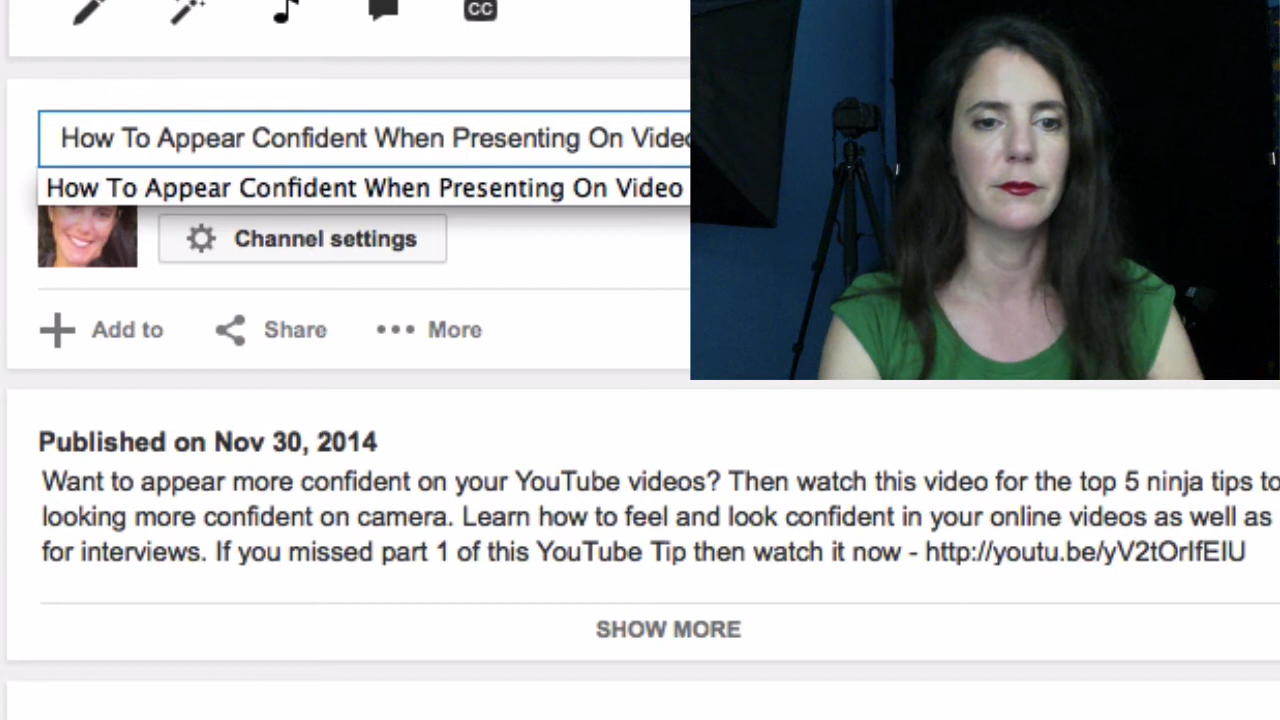 CC
How To Appear Confident When Presenting On Video
How To Appear Confident When Presenting On Video
Channel settings
Add to
Share
More
Published on Nov 30, 2014
Want to appear more confident on your YouTube videos? Then watch this video for the top 5 ninja tips to
looking more confident on camera. Learn how to feel and look confident in your online videos as well as
for interviews. If you missed part 1 of this YouTube Tip then watch it now - http://youtu.be/yV2tOrIfEIU
SHOW MORE